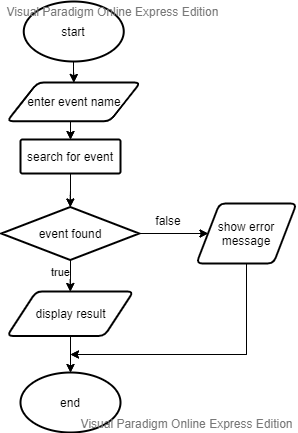 Visual Paradigm Online Express Edition
start
enter event name
search for event
event found
false
show error
message
true
display result
end
Visual Paradigm Online Express Edition